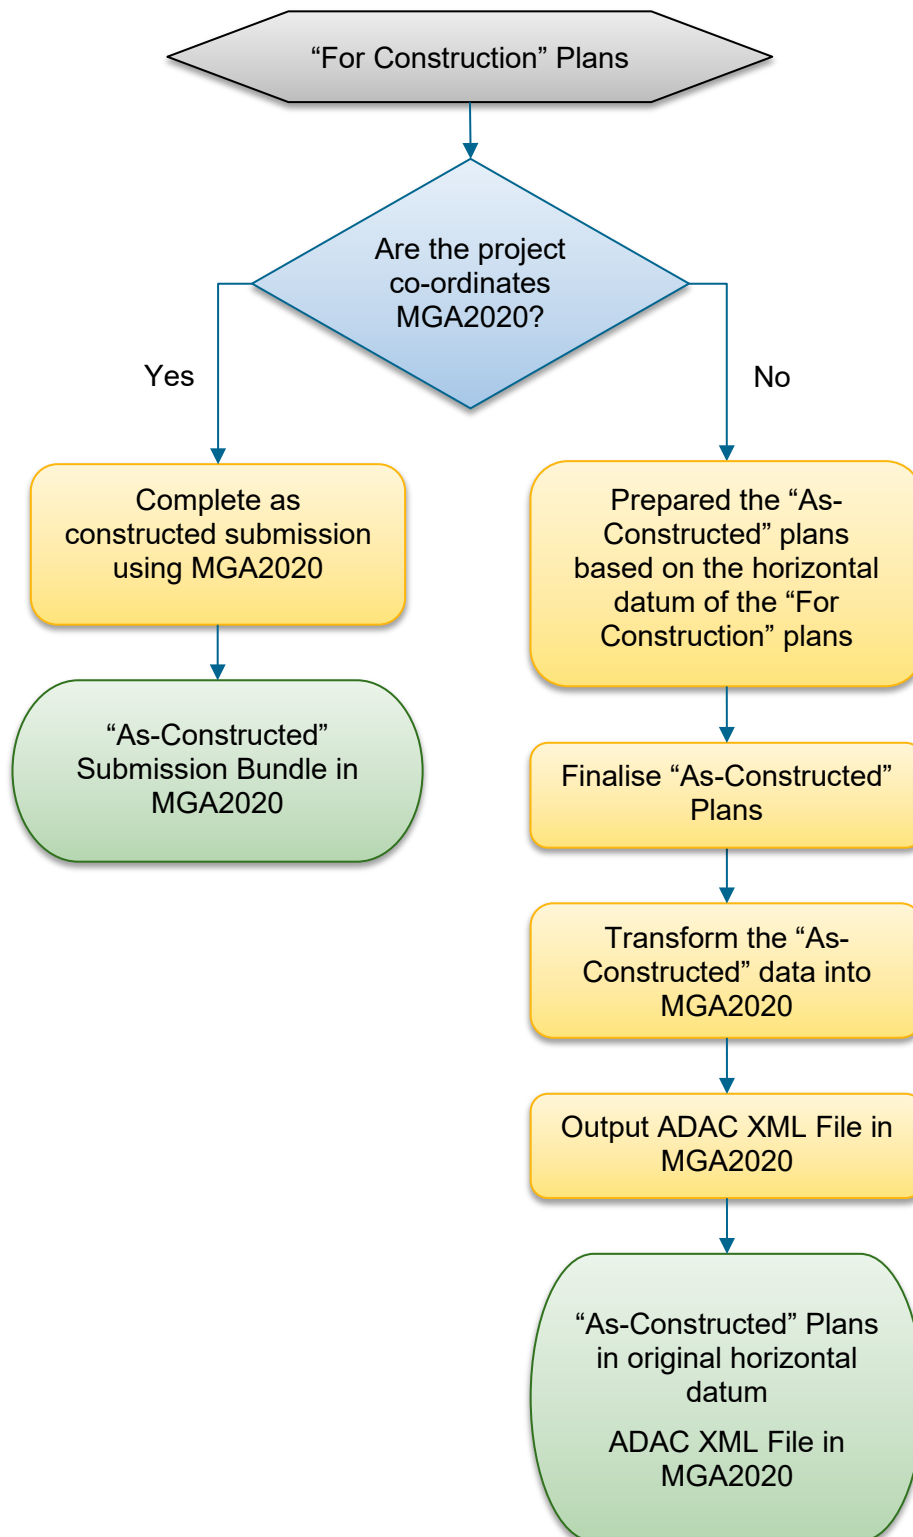 “For Construction” Plans
Are the project
co-ordinates
MGA2020?
Yes
No
Complete as
constructed submission
using MGA2020
“As-Constructed”
Submission Bundle in
MGA2020
Prepared the “As-
Constructed” plans
based on the horizontal
datum of the “For
Construction” plans
Finalise “As-Constructed”
Plans
Transform the “As-
Constructed” data into
MGA2020
Output ADAC XML File in
MGA2020
“As-Constructed” Plans
in original horizontal
datum
ADAC XML File in
MGA2020